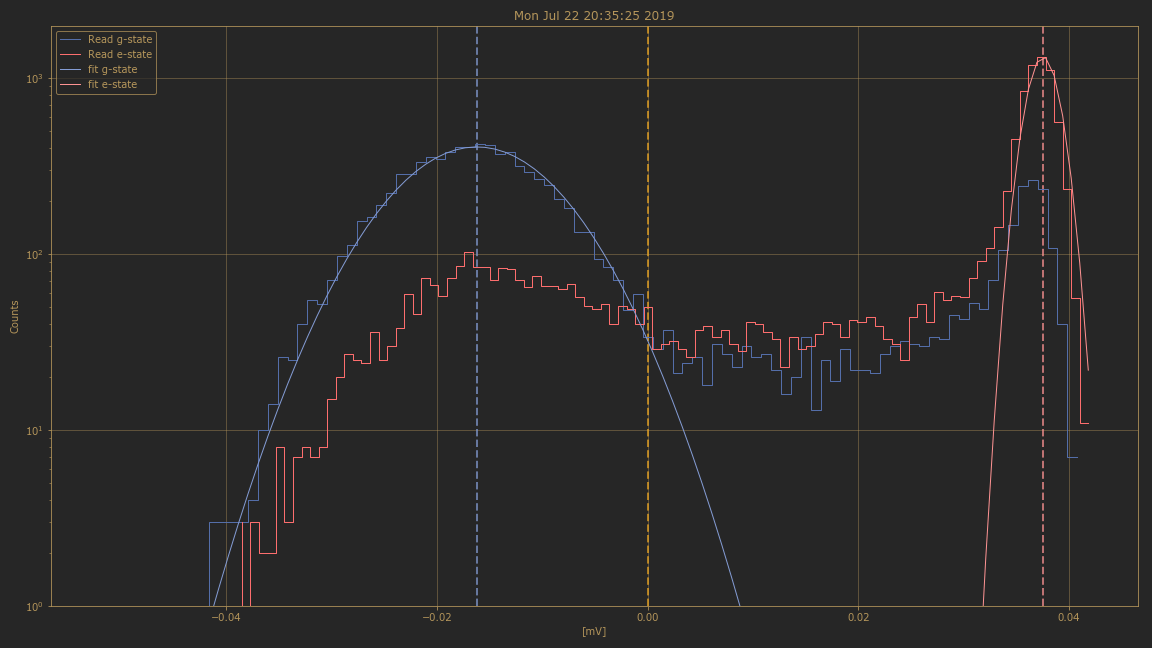 Mon Jul 22 20:35:25 2019
Read g-state
Read e-state
fit g-state
fit e-state
Counts
10³
10²
10¹
10⁰
−0.04
−0.02
0.00
0.02
0.04
[mV]